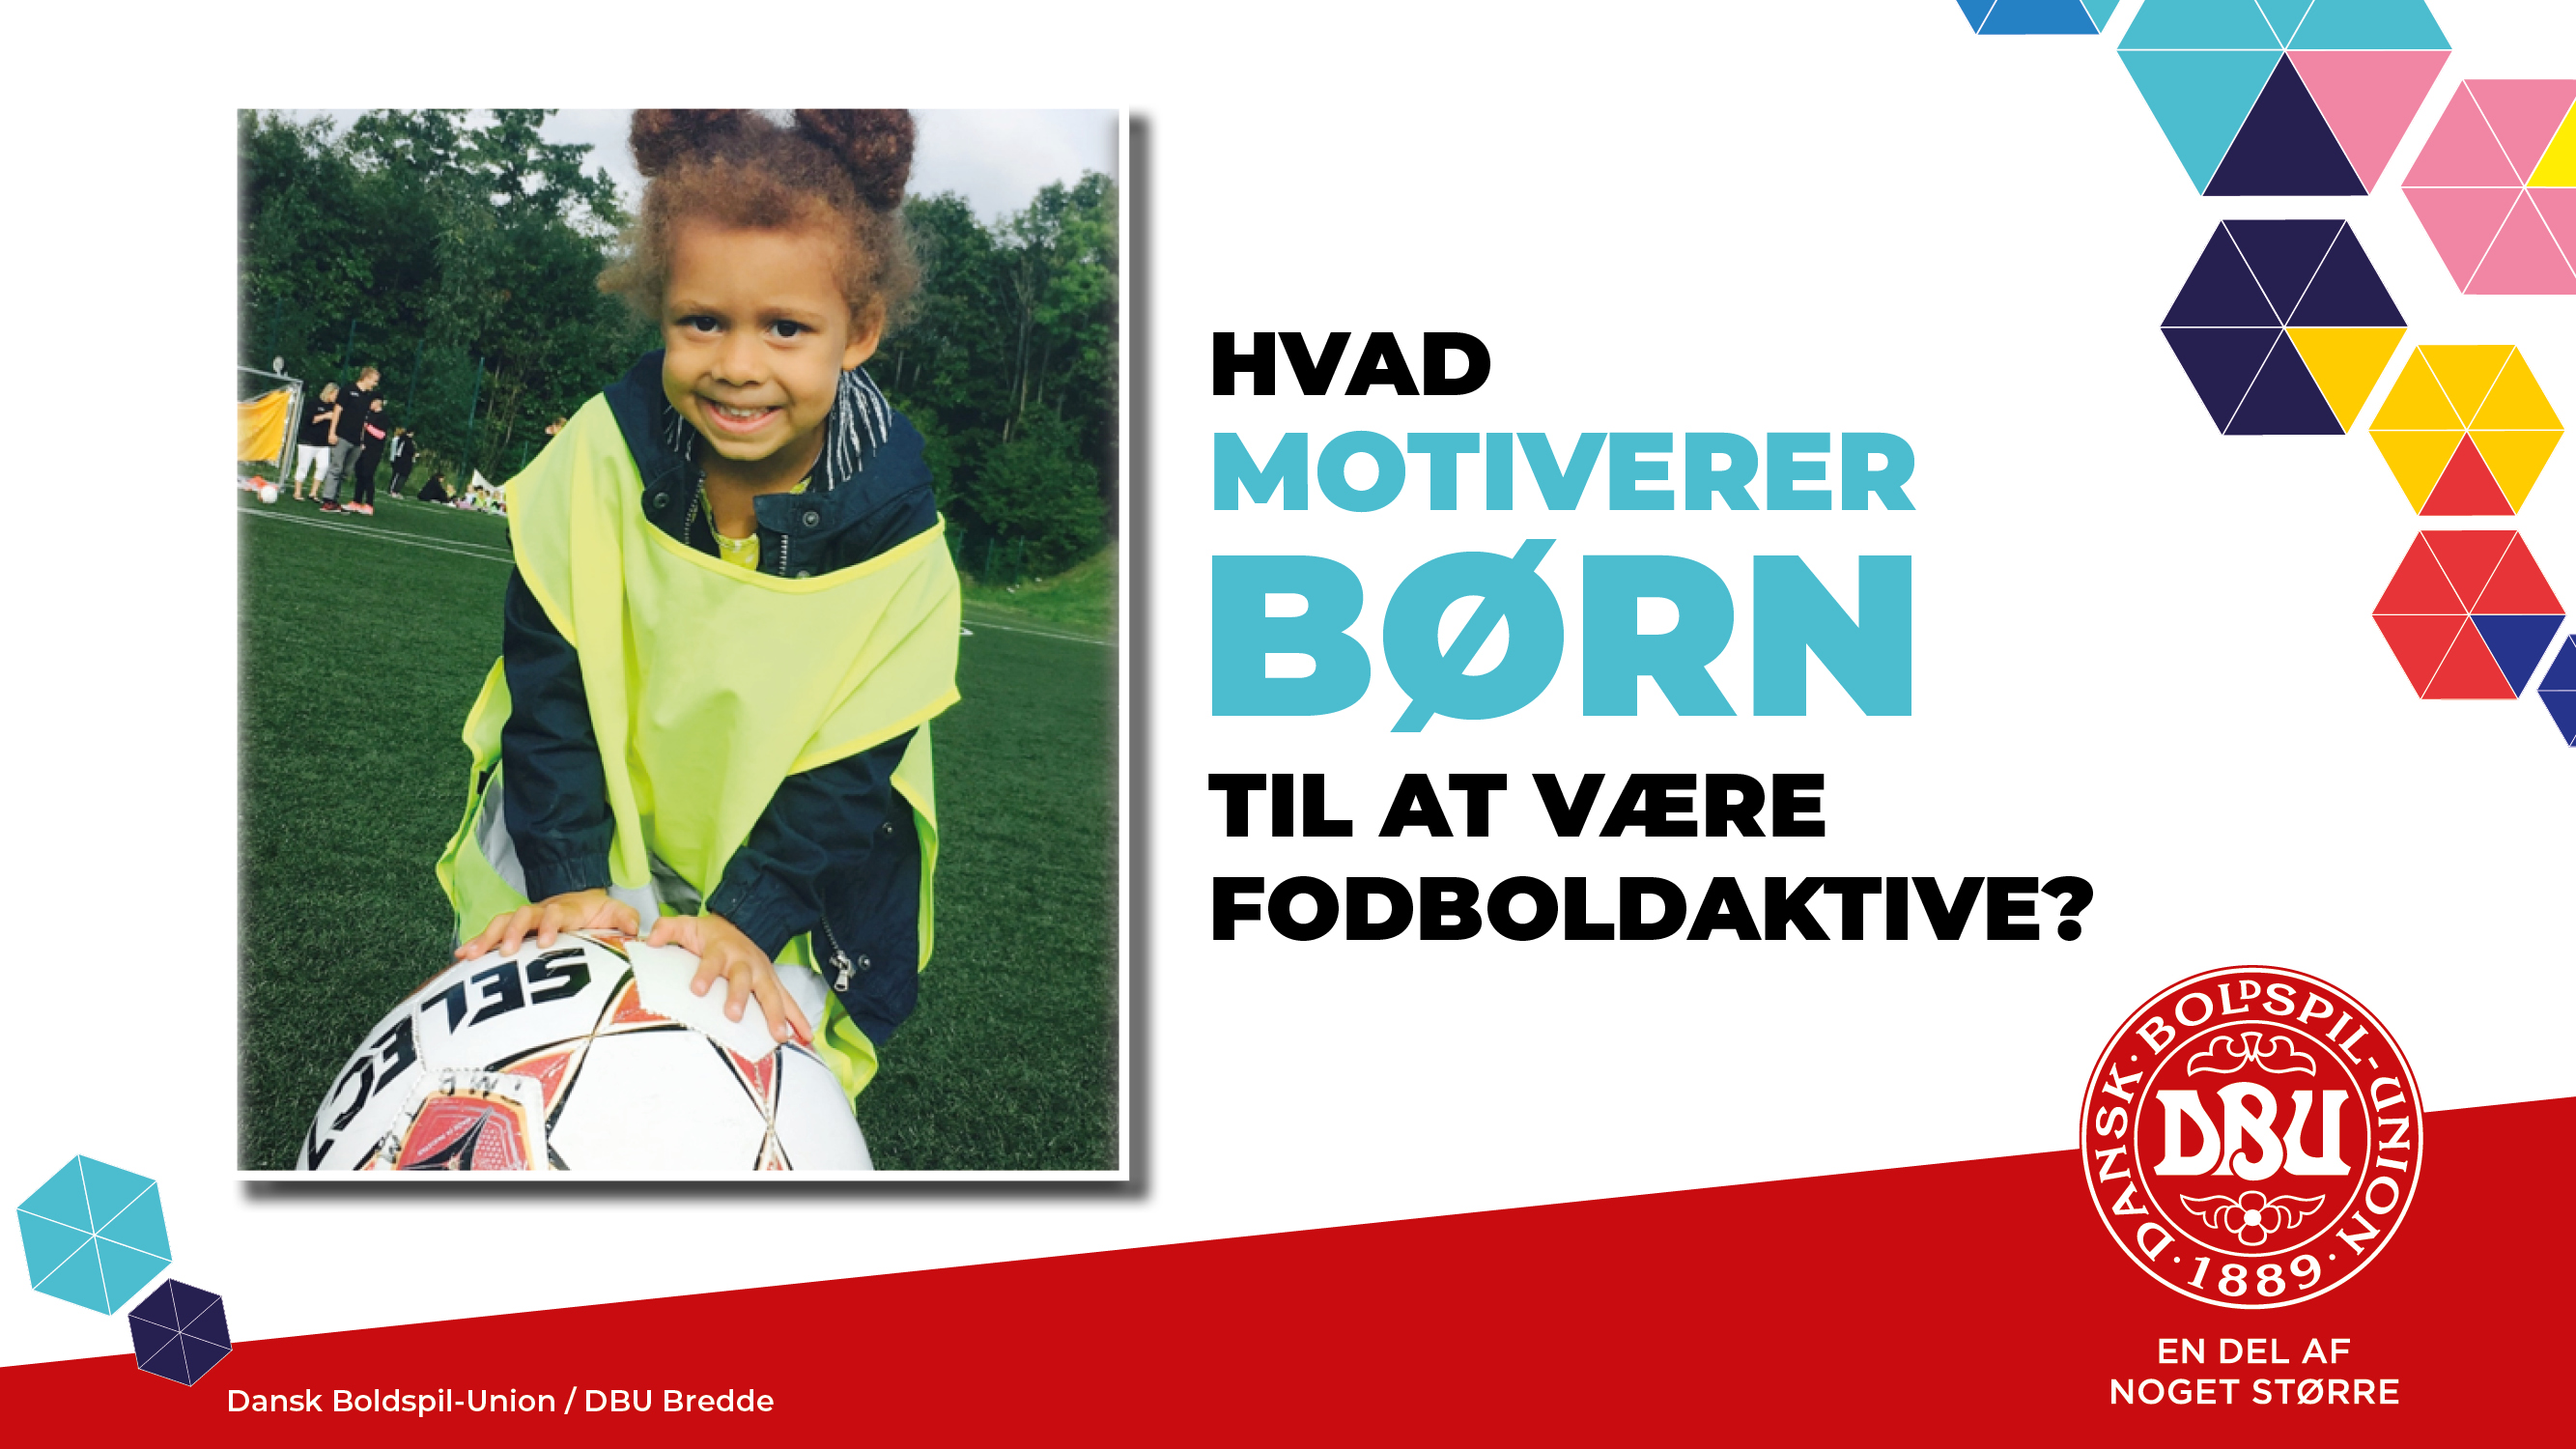 HVAD
MOTIVERER
BØRN
TIL AT VÆRE
FODBOLDAKTIVE?
SELEC
DANSK · BOLDSPIL-UNION · 1889 ·
DBU
EN DEL AF
NOGET STØRRE
Dansk Boldspil-Union / DBU Bredde